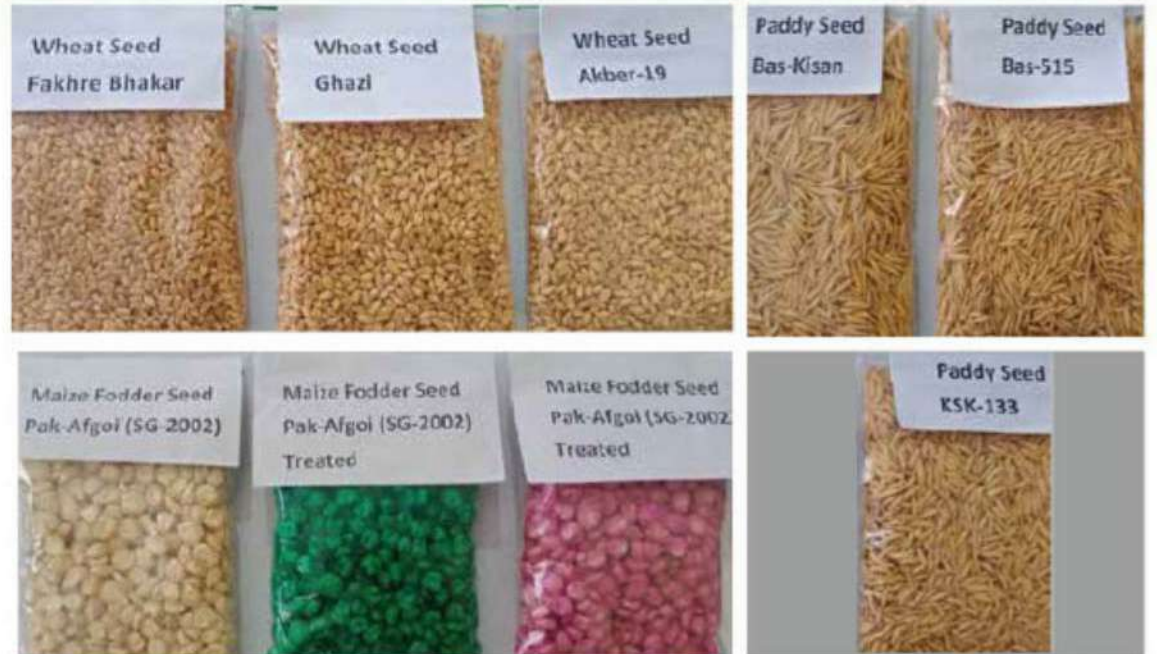 Wheat Seed
Fakhre Bhakar
Wheat Seed
Ghazi
Wheat Seed
Akber-19
Paddy Seed
Bas-Kisan
Paddy Seed
Bas-515
Maize Fodder Seed
Pak-Afgoi (SG-2002)
Maize Fodder Seed
Pak-Afgoi (SG-2002)
Treated
Maize Fodder Seed
Pak-Afgoi (SG-2002
Treated
Paddy Seed
KSK-133